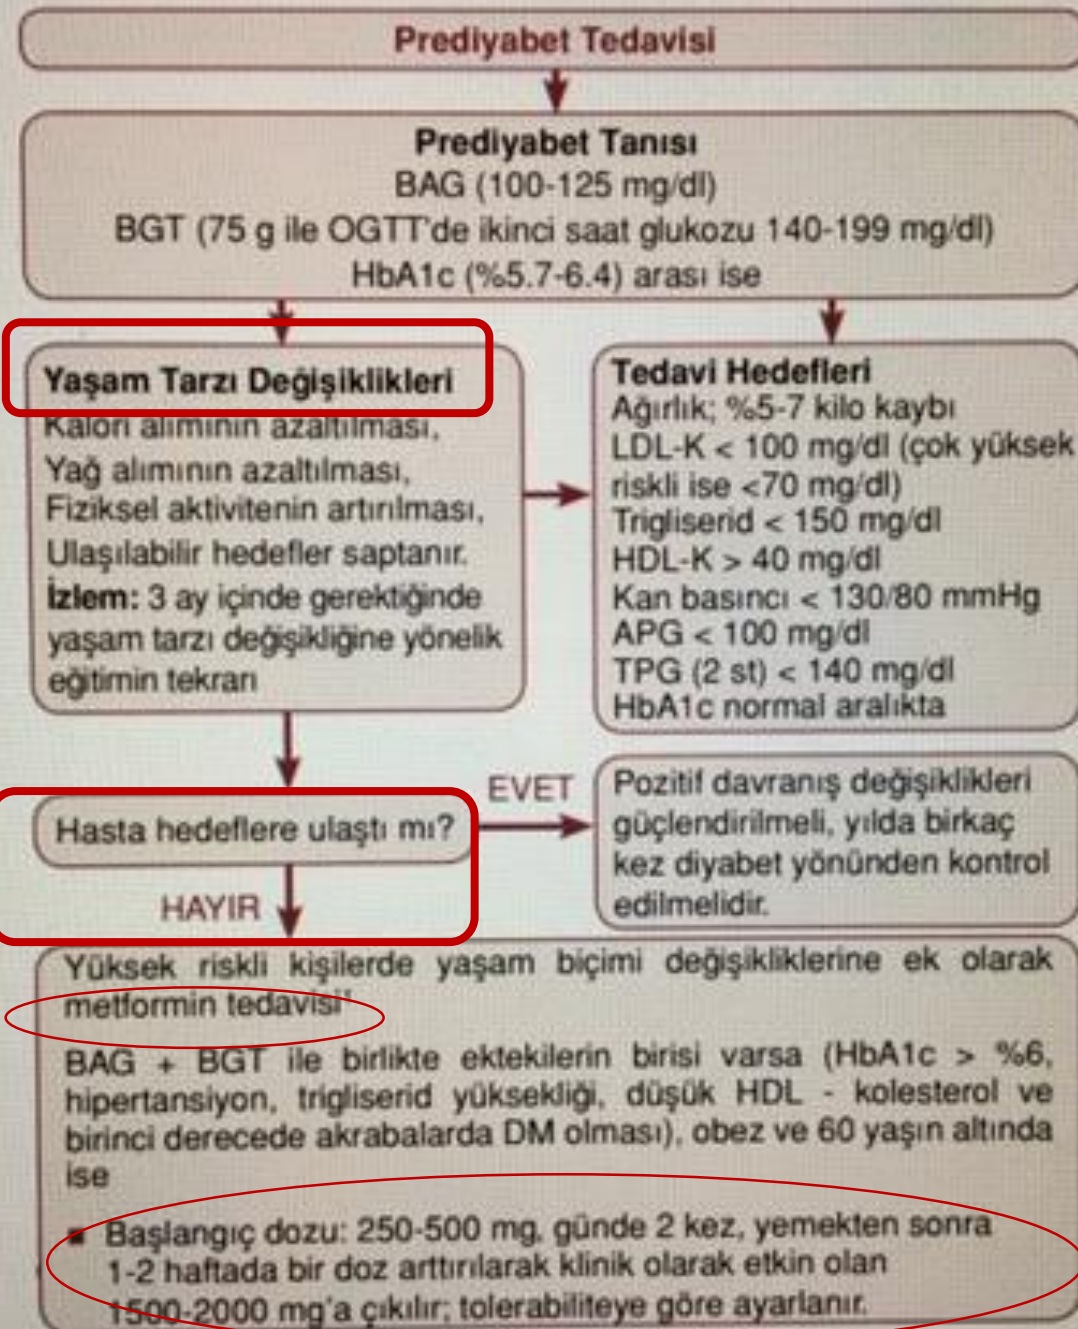 Prediyabet Tedavisi
Prediyabet Tanısı
BAG (100-125 mg/dl)
BGT (75 g ile OGTT'de ikinci saat glukozu 140-199 mg/dl)
HbA1c (%5.7-6.4) arası ise
Yaşam Tarzı Değişiklikleri
Kalori alımının azaltılması,
Yağ alımının azaltılması,
Fiziksel aktivitenin artırılması,
Ulaşılabilir hedefler saptanır.
İzlem: 3 ay içinde gerektiğinde
yaşam tarzı değişikliğine yönelik
eğitimin tekrarı
Tedavi Hedefleri
Ağırlık; %5-7 kilo kaybı
LDL-K < 100 mg/dl (çok yüksek
riskli ise <70 mg/dl)
Trigliserid < 150 mg/dl
HDL-K > 40 mg/dl
Kan basıncı < 130/80 mmHg
APG < 100 mg/dl
TPG (2 st) < 140 mg/dl
HbA1c normal aralıkta
Hasta hedeflere ulaştı mı?
EVET
Pozitif davranış değişiklikleri
güçlendirilmeli, yılda birkaç
kez diyabet yönünden kontrol
edilmelidir.
HAYIR
Yüksek riskli kişilerde yaşam biçimi değişikliklerine ek olarak
metformin tedavisi¹
BAG + BGT ile birlikte ektekilerin birisi varsa (HbA1c > %6,
hipertansiyon, trigliserid yüksekliği, düşük HDL - kolesterol ve
birinci derecede akrabalarda DM olması), obez ve 60 yaşın altında
ise
▪ Başlangıç dozu: 250-500 mg, günde 2 kez, yemekten sonra
1-2 haftada bir doz arttırılarak klinik olarak etkin olan
1500-2000 mg'a çıkılır; tolerabiliteye göre ayarlanır.